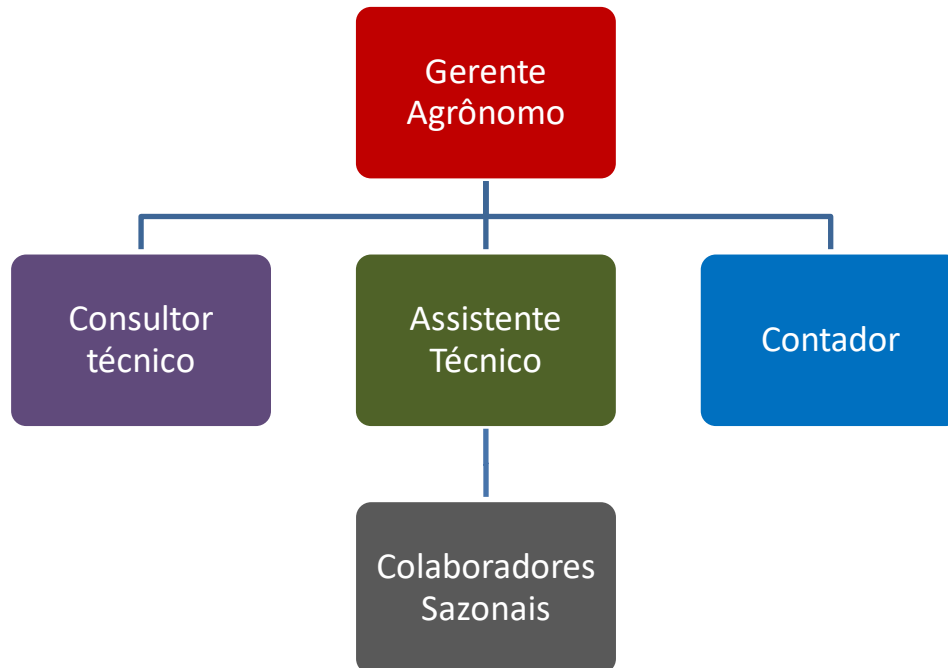 Gerente
Agrônomo
Consultor
técnico
Assistente
Técnico
Contador
Colaboradores
Sazonais